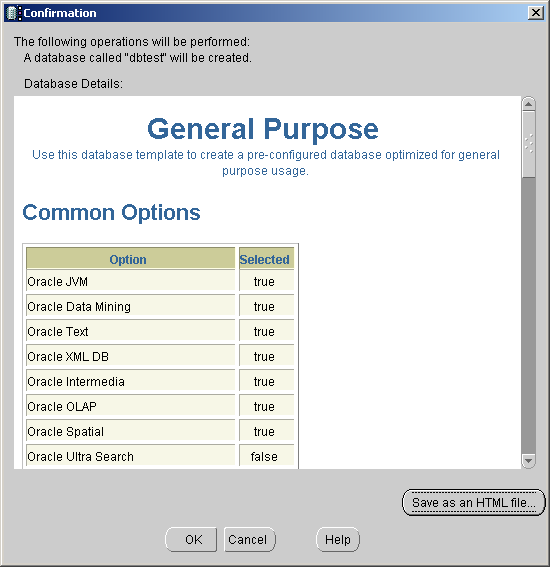 Confirmation
The following operations will be performed:
A database called "dbtest" will be created.
Database Details:
General Purpose
Use this database template to create a pre-configured database optimized for general
purpose usage.
Common Options
Option Selected
Oracle JVM true
Oracle Data Mining true
Oracle Text true
Oracle XML DB true
Oracle Intermedia true
Oracle OLAP true
Oracle Spatial true
Oracle Ultra Search false
Save as an HTML file...
OK Cancel Help